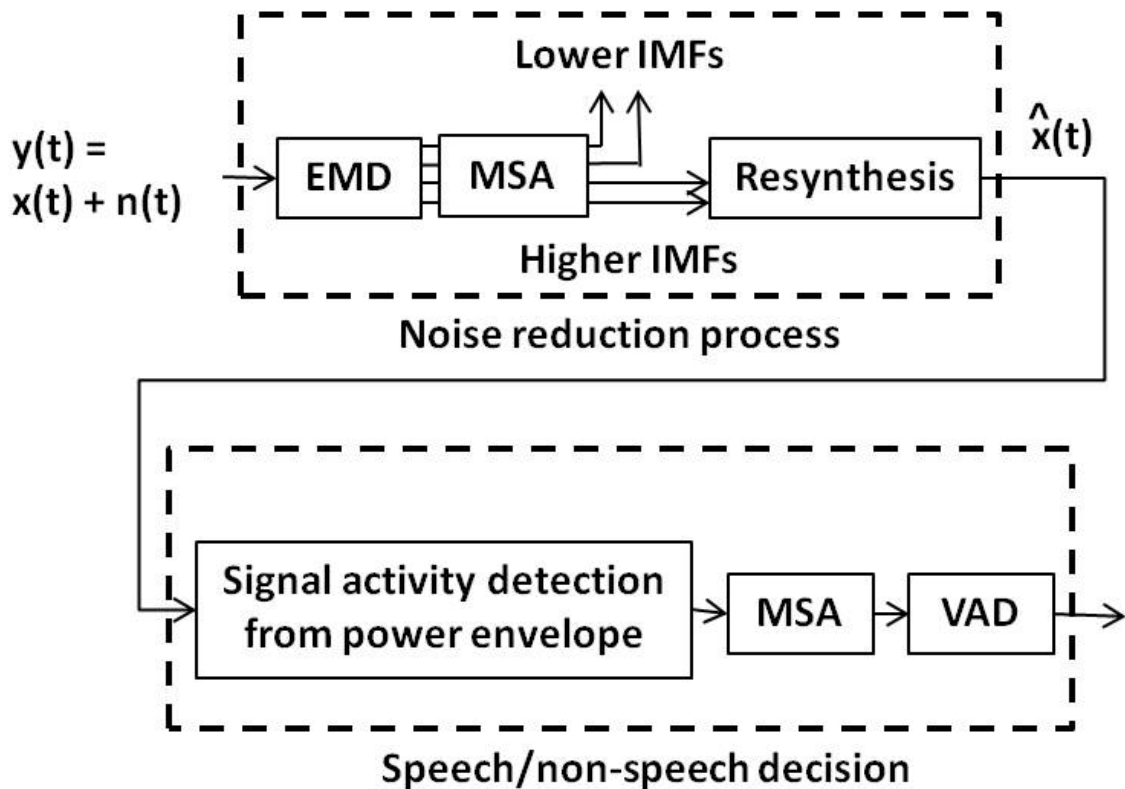 Lower IMFs
y(t) =
x(t) + n(t)
EMD
MSA
Resynthesis
x̂(t)
Higher IMFs
Noise reduction process
Signal activity detection
from power envelope
MSA
VAD
Speech/non-speech decision